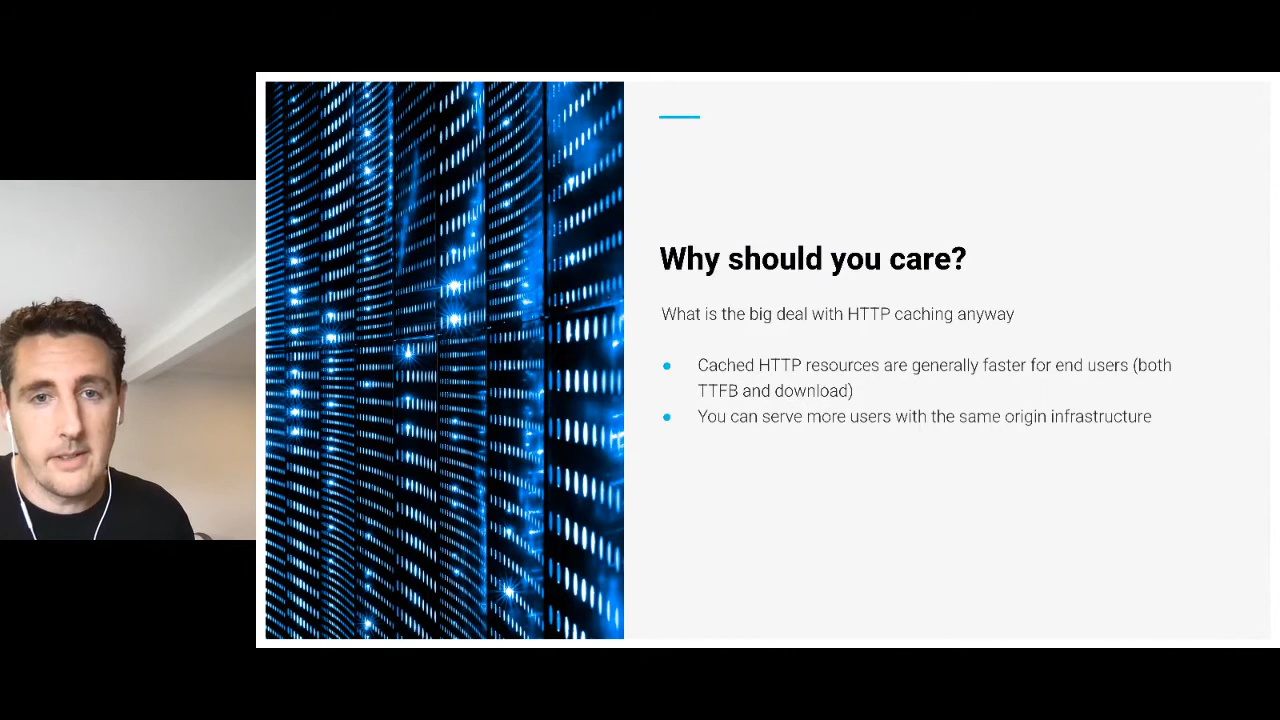 Why should you care?
What is the big deal with HTTP caching anyway
● Cached HTTP resources are generally faster for end users (both
TTFB and download)
● You can serve more users with the same origin infrastructure